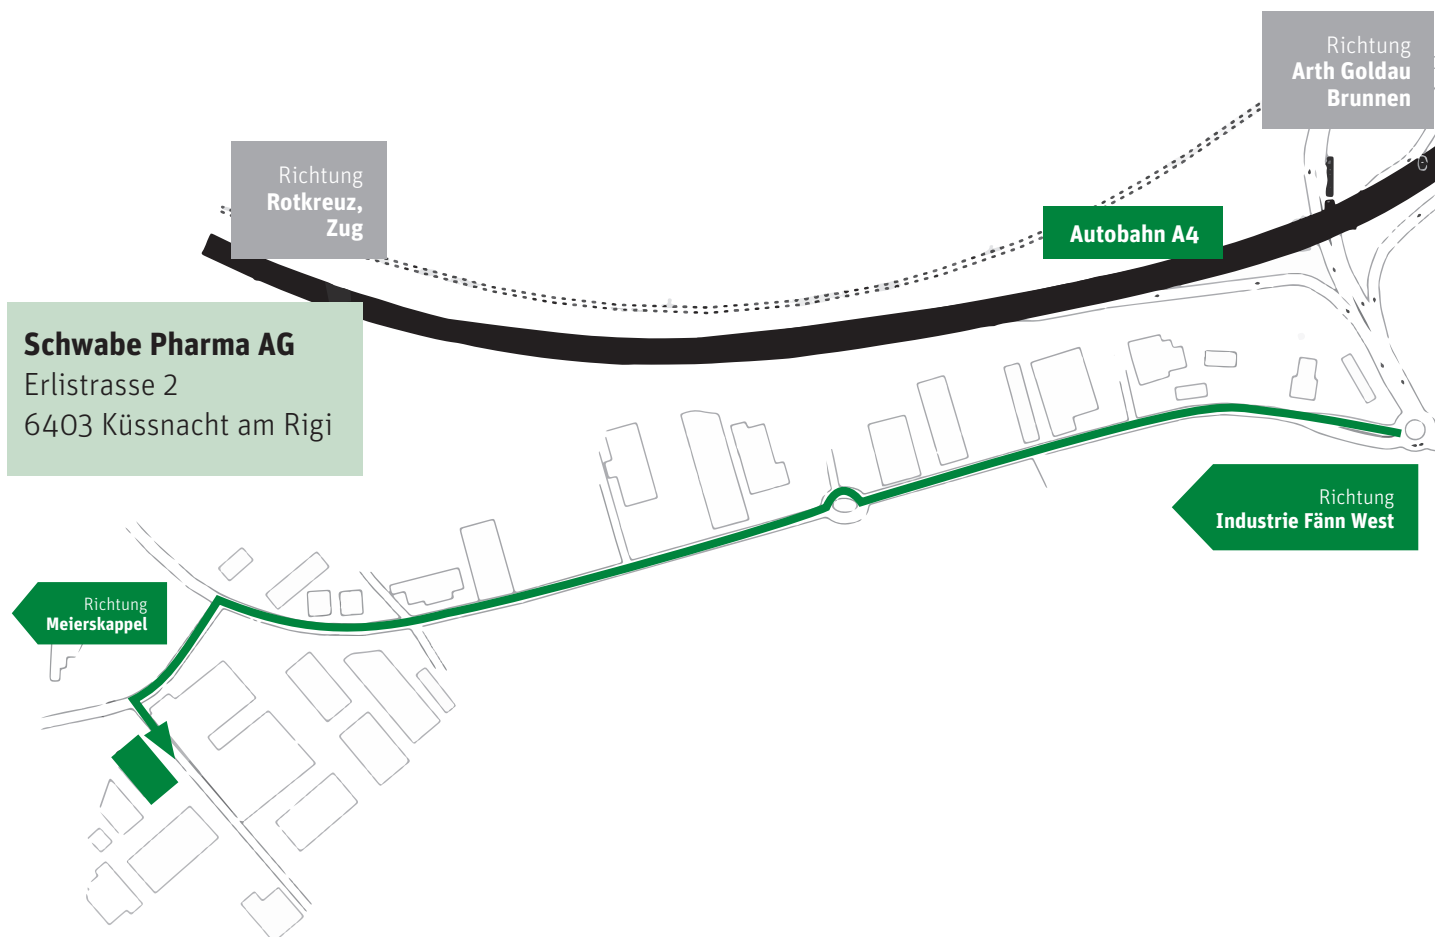 Richtung
Arth Goldau
Brunnen
Richtung
Rotkreuz,
Zug
Autobahn A4
Schwabe Pharma AG
Erlistrasse 2
6403 Küssnacht am Rigi
Richtung
Industrie Fänn West
Richtung
Meierskappel